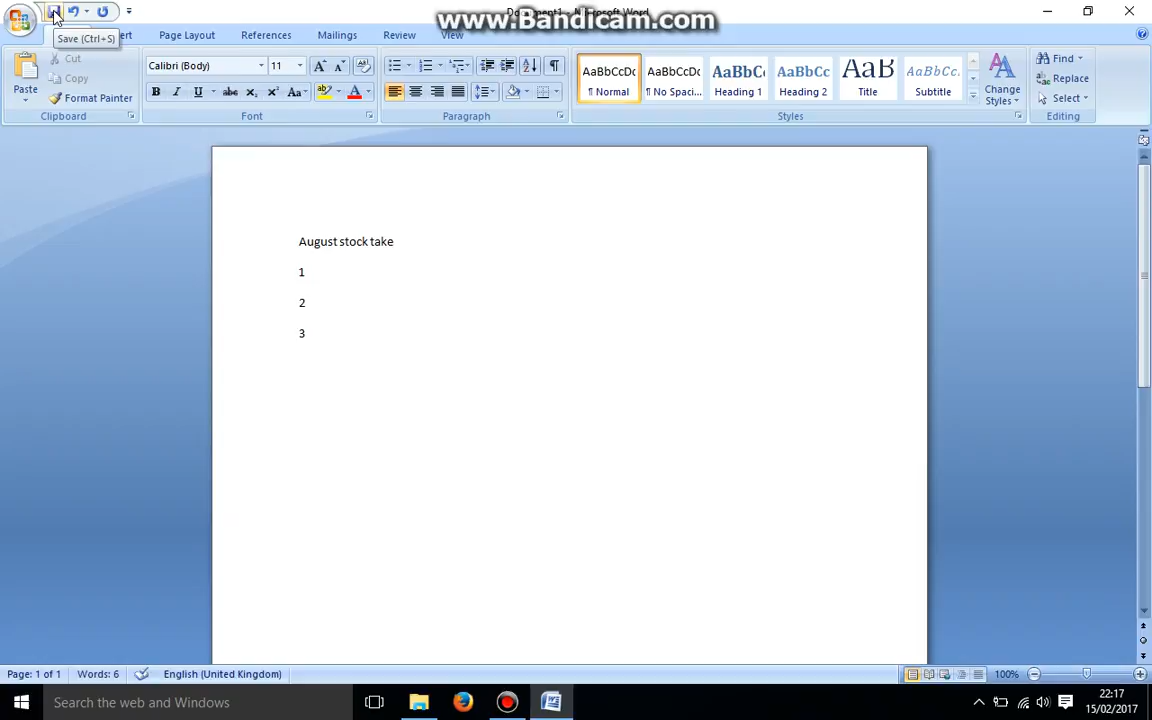 www.Bandicam.com
Save (Ctrl+S)
Page Layout
References
Mailings
Review
View
Paste
Cut
Copy
Format Painter
Clipboard
Calibri (Body)
11
Font
Paragraph
AaBbCcDc
¶ Normal
AaBbCcDc
¶ No Spaci...
AaBbC
Heading 1
AaBbCc
Heading 2
AaB
Title
AaBbCc.
Subtitle
Change
Styles
Styles
Find
Replace
Select
Editing
August stock take
1
2
3
Page: 1 of 1
Words: 6
English (United Kingdom)
100%
Search the web and Windows
22:17
15/02/2017